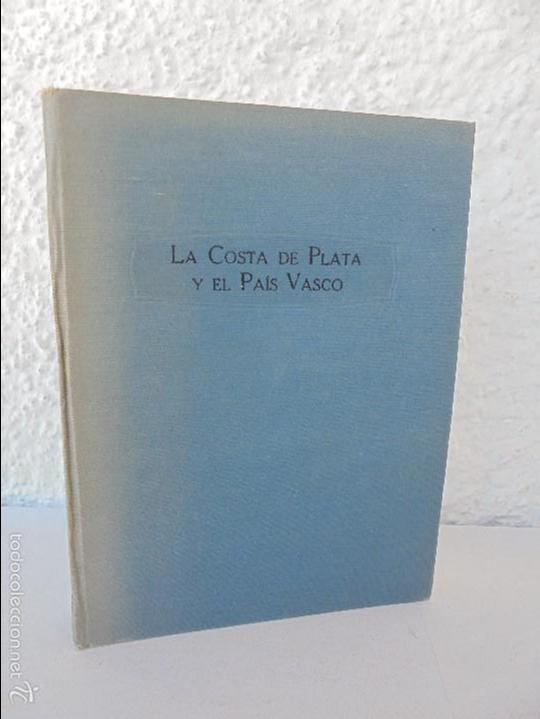 La Costa de Plata
y el País Vasco
todocoleccion.net